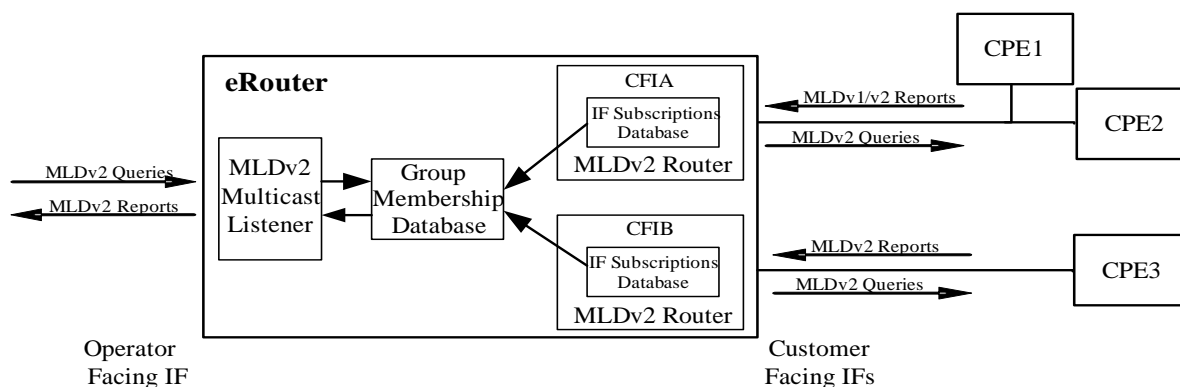 CPE1
eRouter
CFIA
IF Subscriptions
Database
MLDv2 Router
MLDv1/v2 Reports
MLDv2 Queries
CPE2
MLDv2 Queries
MLDv2 Reports
MLDv2
Multicast
Listener
Group
Membership
Database
CFIB
IF Subscriptions
Database
MLDv2 Router
MLDv2 Reports
MLDv2 Queries
CPE3
Operator
Facing IF
Customer
Facing IFs